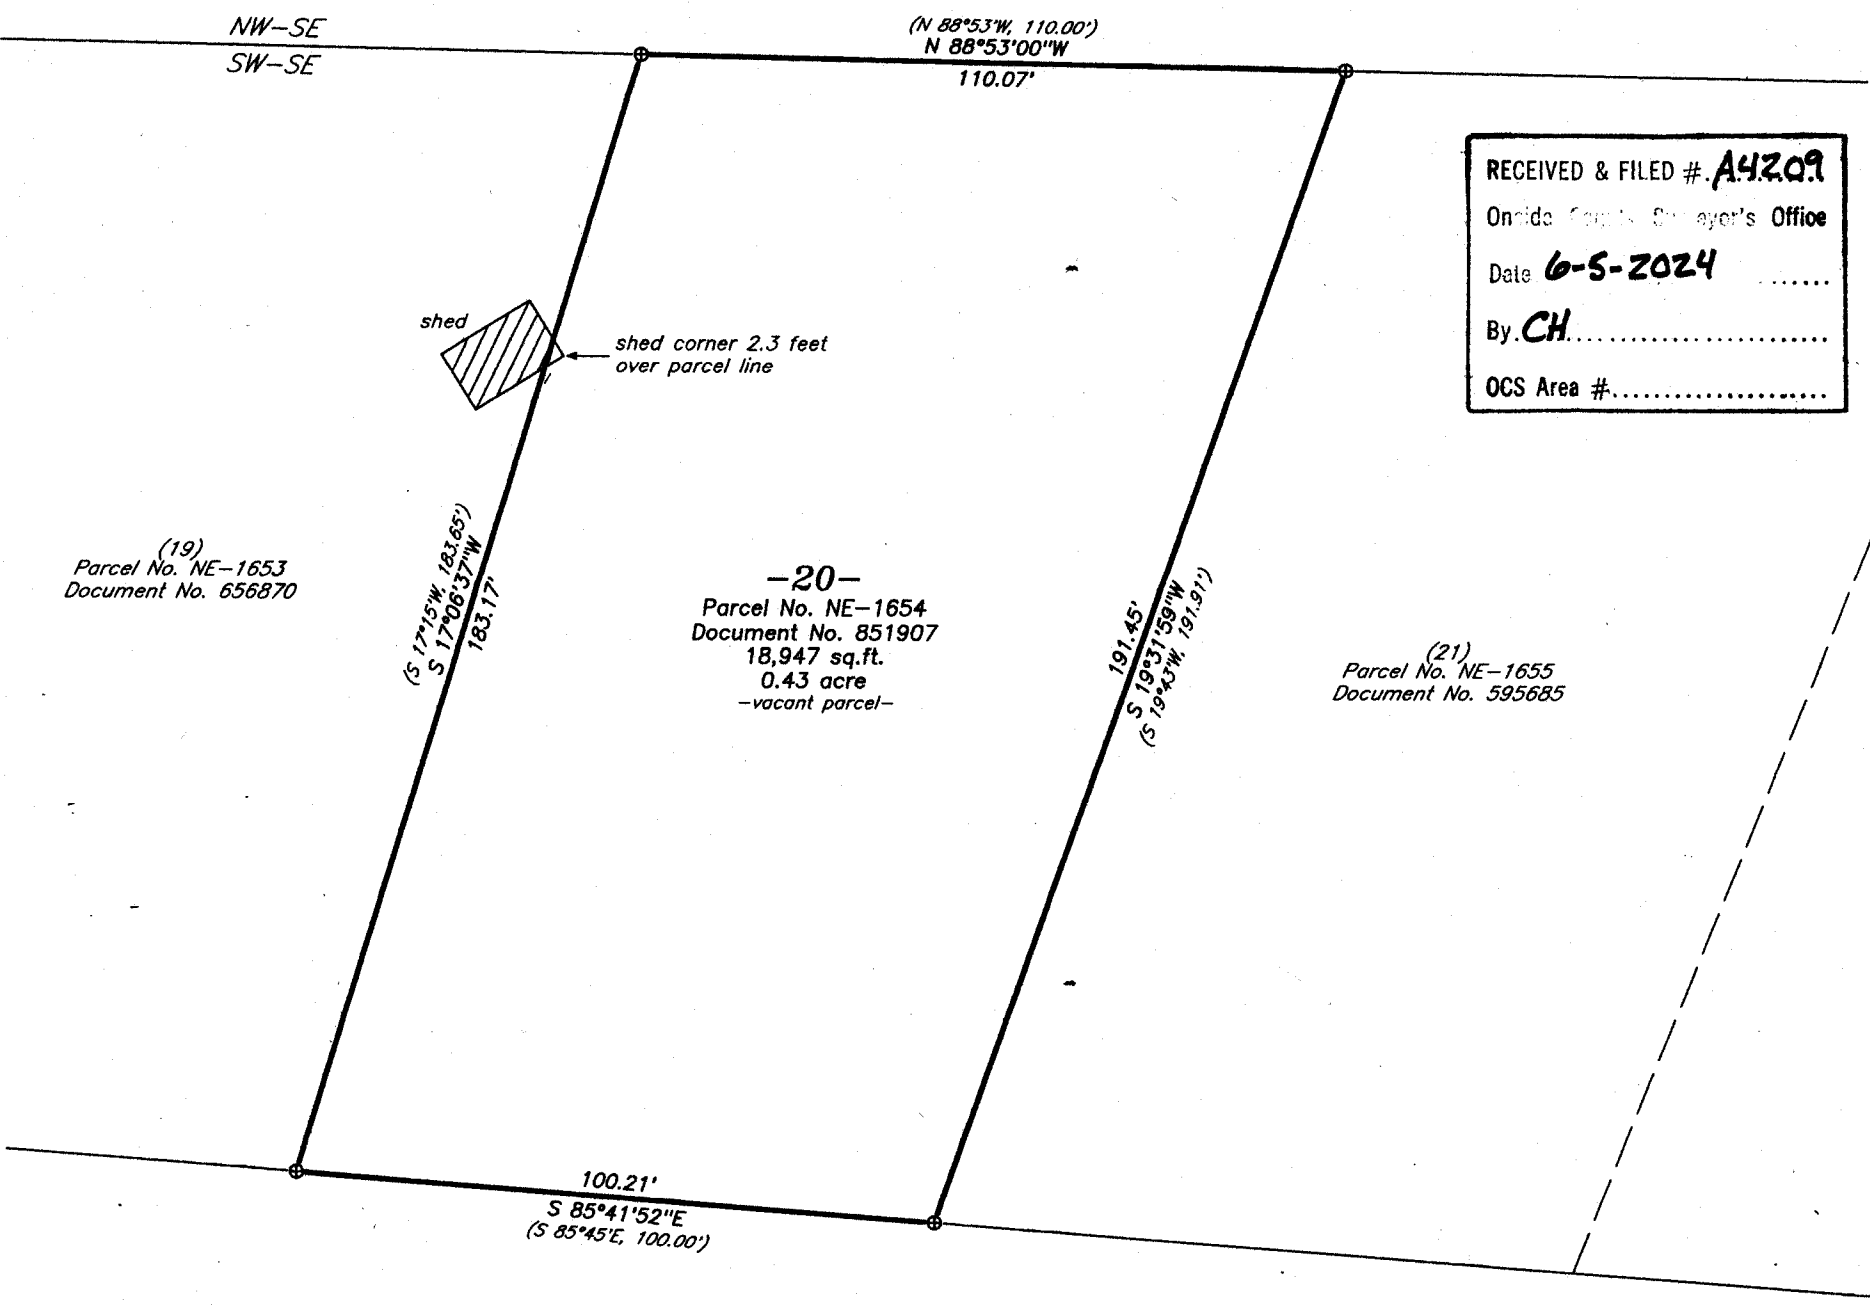 NW-SE
SW-SE
(N 88°53'W, 110.00')
N 88°53'00"W
110.07'
RECEIVED & FILED #.A4209
Office
Date 6-5-2024 ......
By.CH.........................
OCS Area #.....................
shed
shed corner 2.3 feet
over parcel line
(19)
Parcel No. NE-1653
Document No. 656870
(S 17°15'W, 183.65')
S 17°06'37"W
183.17'
-20-
Parcel No. NE-1654
Document No. 851907
18,947 sq.ft.
0.43 acre
-vacant parcel-
191.45'
S 19°31'59"W
(S 19°43'W, 191.91')
(21)
Parcel No. NE-1655
Document No. 595685
100.21'
S 85°41'52"E
(S 85°45'E, 100.00')